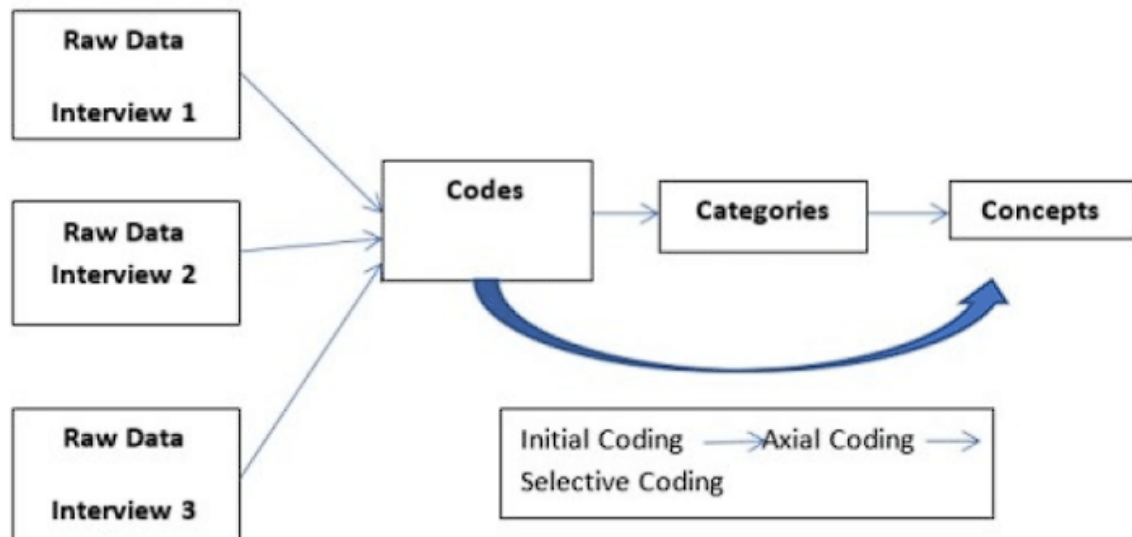 Raw Data
Interview 1
Raw Data
Interview 2
Raw Data
Interview 3
Codes
Categories
Concepts
Initial Coding
Axial Coding
Selective Coding